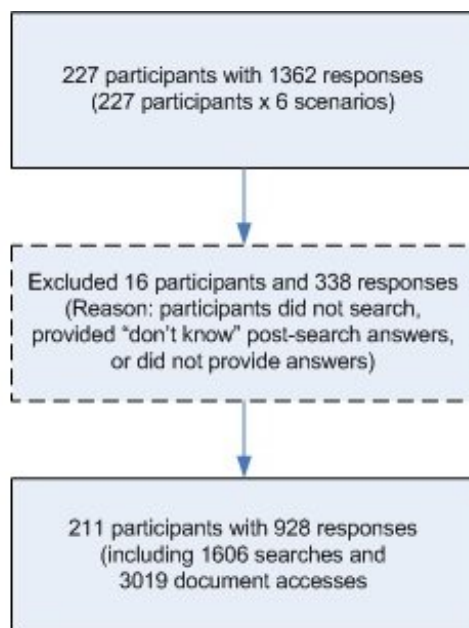 227 participants with 1362 responses
(227 participants x 6 scenarios)
Excluded 16 participants and 338 responses
(Reason: participants did not search,
provided “don’t know” post-search answers,
or did not provide answers)
211 participants with 928 responses
(including 1606 searches and
3019 document accesses